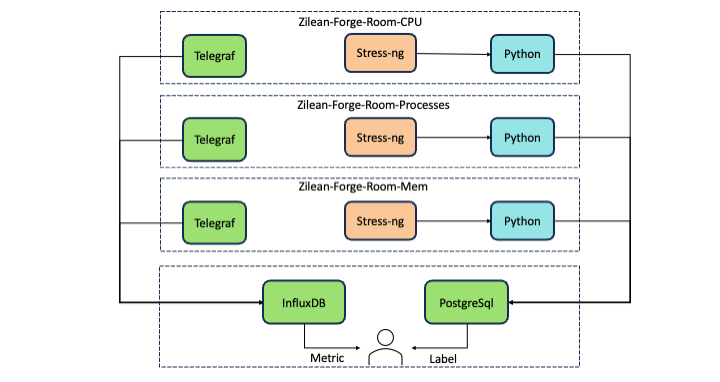 Zilean-Forge-Room-CPU
Telegraf
Stress-ng
Python
Zilean-Forge-Room-Processes
Telegraf
Stress-ng
Python
Zilean-Forge-Room-Mem
Telegraf
Stress-ng
Python
InfluxDB
PostgreSql
Metric
Label